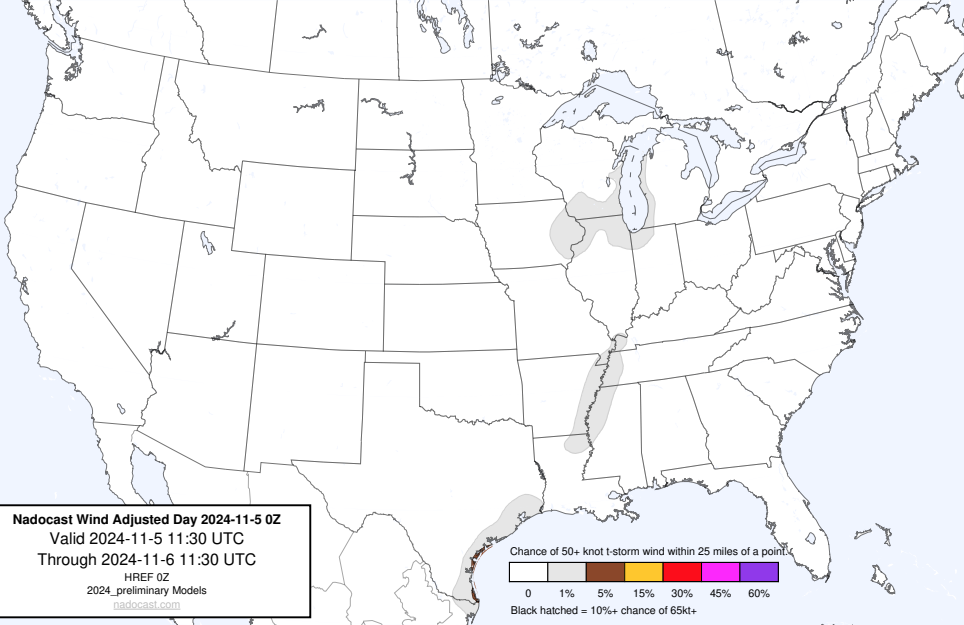 Nadocast Wind Adjusted Day 2024-11-5 0Z
Valid 2024-11-5 11:30 UTC
Through 2024-11-6 11:30 UTC
HREF 0Z
2024_preliminary Models
nadocast.com
Chance of 50+ knot t-storm wind within 25 miles of a point.
0 1% 5% 15% 30% 45% 60%
Black hatched = 10%+ chance of 65kt+